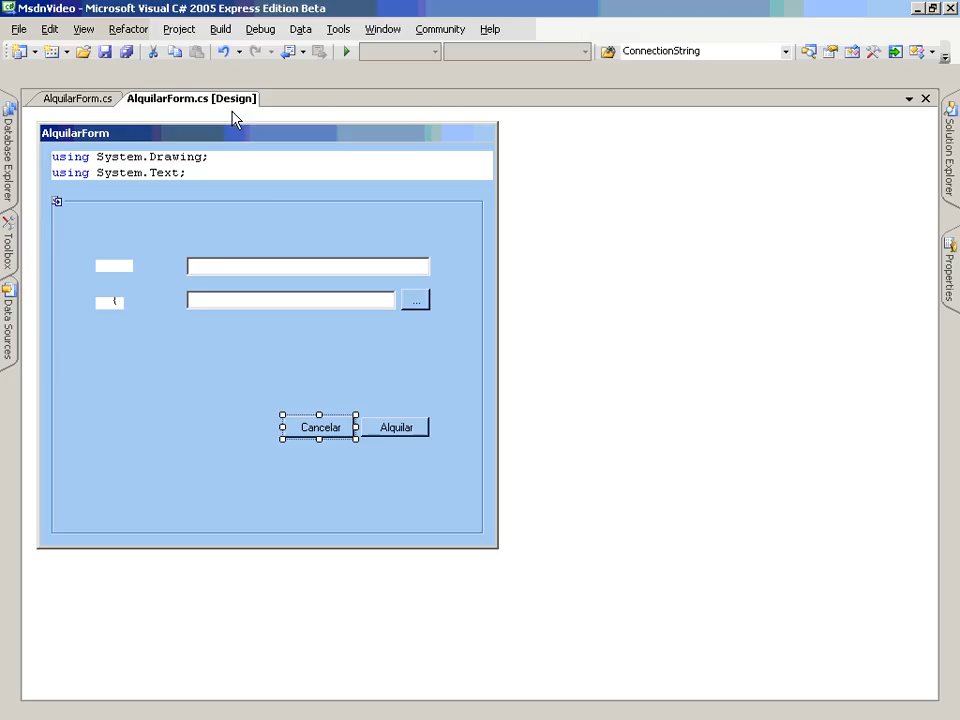 MsdnVideo - Microsoft Visual C# 2005 Express Edition Beta
File Edit View Refactor Project Build Debug Data Tools Window Community Help
ConnectionString
AlquilarForm.cs AlquilarForm.cs [Design]
Database Explorer
Toolbox
Data Sources
Solution Explorer
Properties
AlquilarForm
using System.Drawing;
using System.Text;
{
...
Cancelar Alquilar